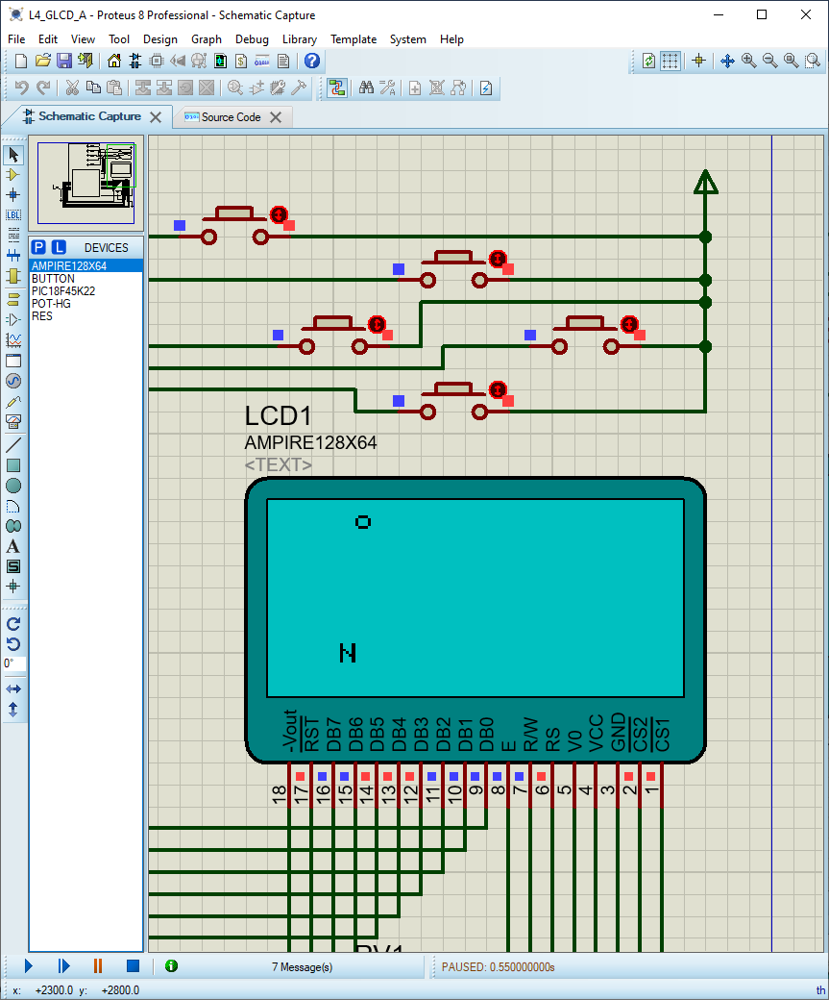 L4_GLCD_A - Proteus 8 Professional - Schematic Capture
File Edit View Tool Design Graph Debug Library Template System Help
Schematic Capture
Source Code
P L DEVICES
AMPIRE128X64
BUTTON
PIC18F45K22
POT-HG
RES
LBL
A
S
0°
LCD1
AMPIRE128X64
<TEXT>
O
N
-Vout RST DB7 DB6 DB5 DB4 DB3 DB2 DB1 DB0 E R/W RS V0 VCC GND CS2 CS1
18 17 16 15 14 13 12 11 10 9 8 7 6 5 4 3 2 1
RV1
7 Message(s)
PAUSED: 0.550000000s
x: +2300.0 y: +2800.0 th